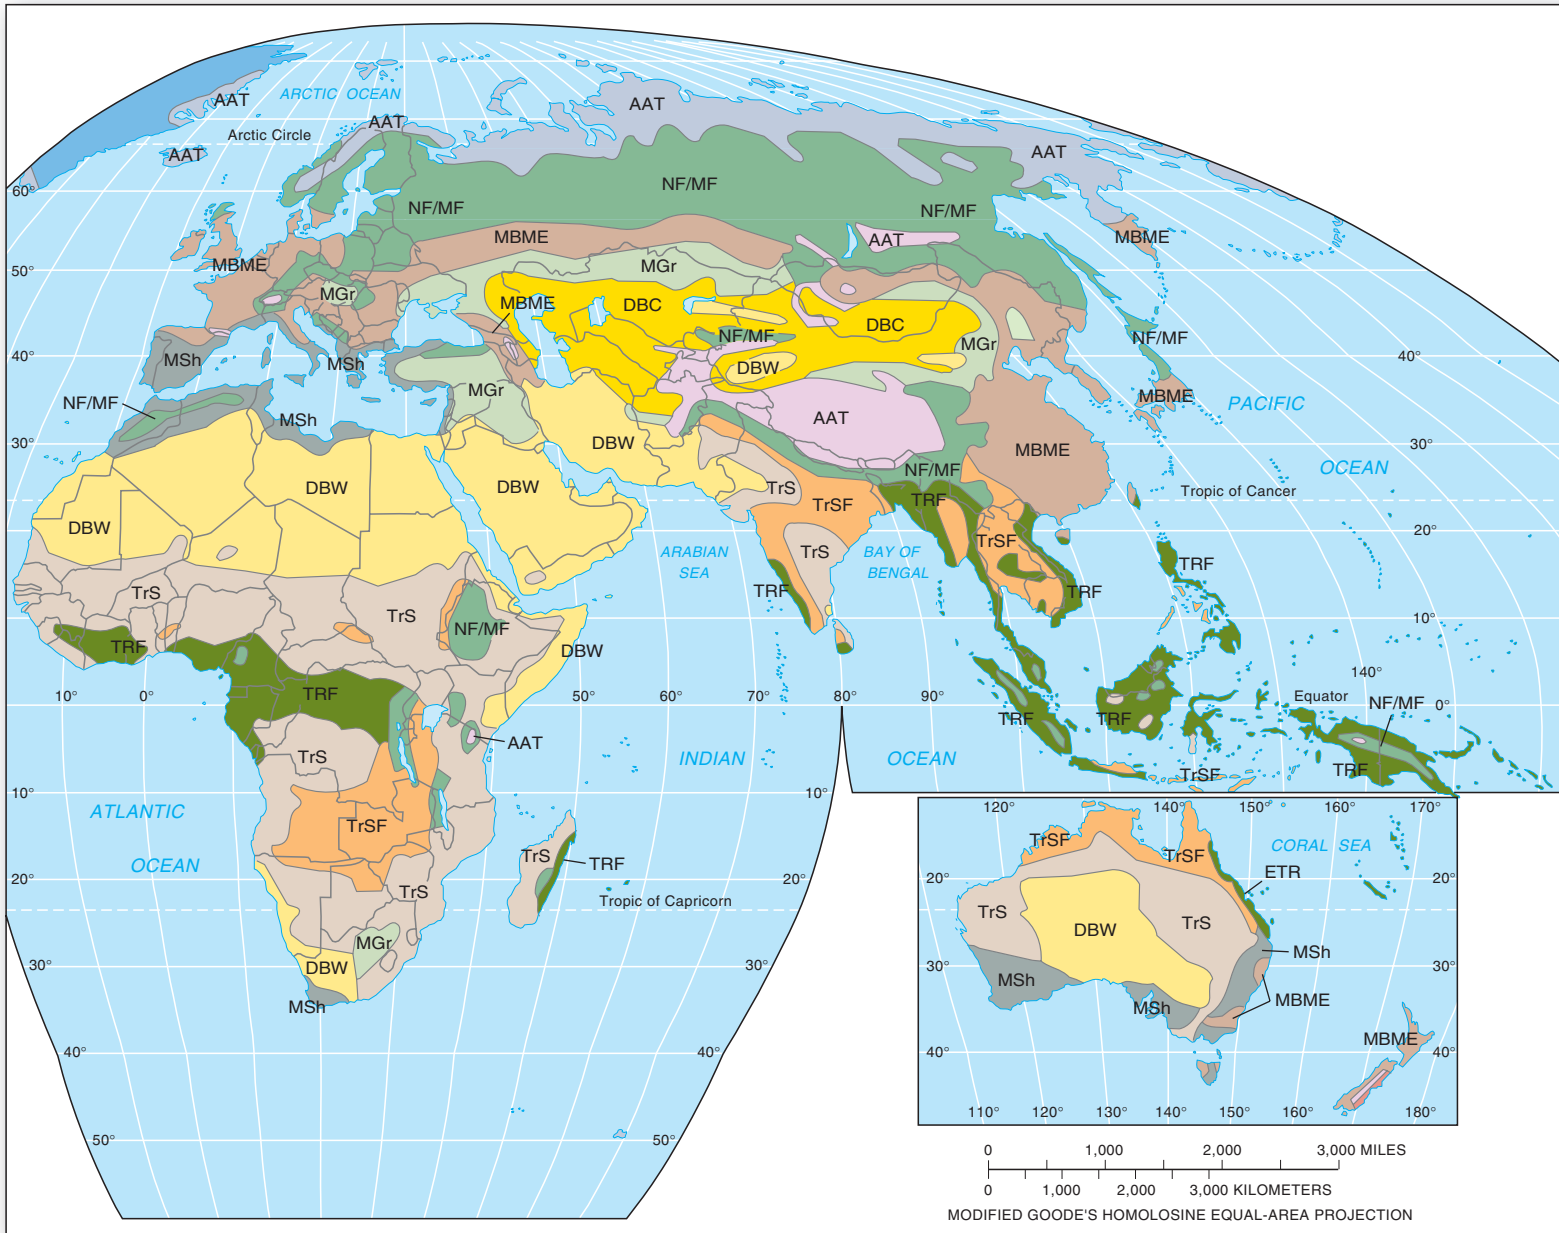 AAT
ARCTIC OCEAN
AAT
AAT
Arctic Circle
AAT
AAT
60°
NF/MF
NF/MF
NF/MF
MBME
AAT
MBME
50°
MBME
MGr
50°
MGr
MBME
DBC
DBC
NF/MF
NF/MF
MGr
40°
MSh
MSh
DBW
40°
MGr
MBME
NF/MF
MSh
AAT
PACIFIC
30°
DBW
MBME
30°
NF/MF
OCEAN
DBW
DBW
TrS
TRF
Tropic of Cancer
TrSF
DBW
20°
TrSF
20°
ARABIAN
SEA
TrS
BAY OF
BENGAL
TRF
TrS
TRF
TRF
TrS
10°
NF/MF
TRF
DBW
140°
10°
0°
TRF
50°
60°
70°
80°
90°
Equator
NF/MF
0°
TRF
TRF
AAT
TrS
INDIAN
OCEAN
TRF
TrSF
10°
10°
ATLANTIC
TrSF
OCEAN
TrS
TRF
20°
TrS
20°
Tropic of Capricorn
MGr
30°
DBW
30°
MSh
40°
40°
50°
50°
120°
140°
150°
160°
170°
TrSF
TrSF
CORAL SEA
ETR
20°
20°
TrS
DBW
TrS
MSh
30°
MSh
30°
MSh
MBME
MBME
40°
40°
110°
120°
130°
140°
150°
160°
180°
0 1,000 2,000 3,000 MILES
0 1,000 2,000 3,000 KILOMETERS
MODIFIED GOODE'S HOMOLOSINE EQUAL-AREA PROJECTION